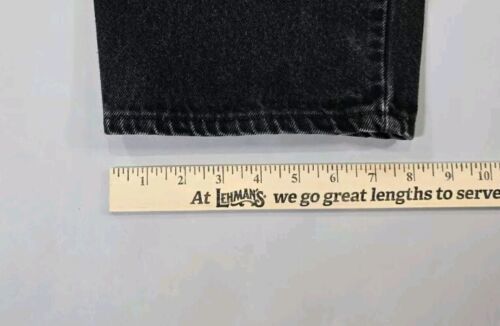 1 2 3 4 5 6 7 8 9 10
At LEHMAN'S we go great lengths to serve